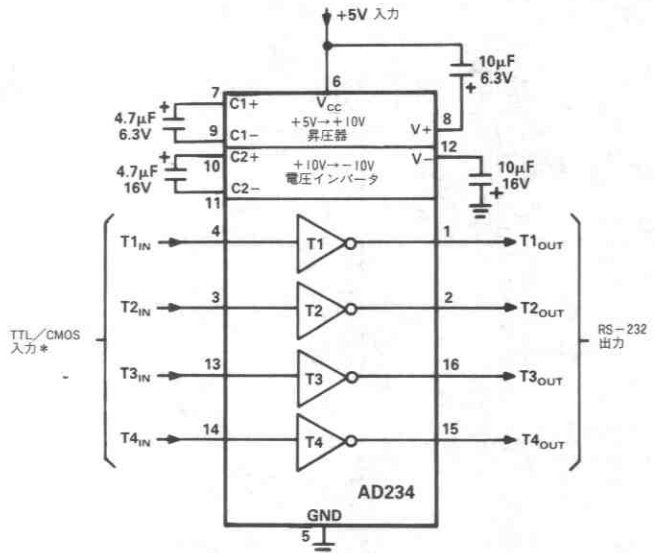 +5V 入力
10μF
6.3V
+
6
7
C1+
VCC
4.7μF
6.3V
+
+5V→+10V
昇圧器
V+
8
9
C1−
12
10
C2+
+10V→−10V
電圧インバータ
V−
4.7μF
16V
+
10μF
16V
+
C2−
11
T1IN
4
T1
1
T1OUT
T2IN
3
T2
2
T2OUT
TTL/CMOS
入力*
RS−232
出力
T3IN
13
T3
16
T3OUT
T4IN
14
T4
15
T4OUT
AD234
GND
5